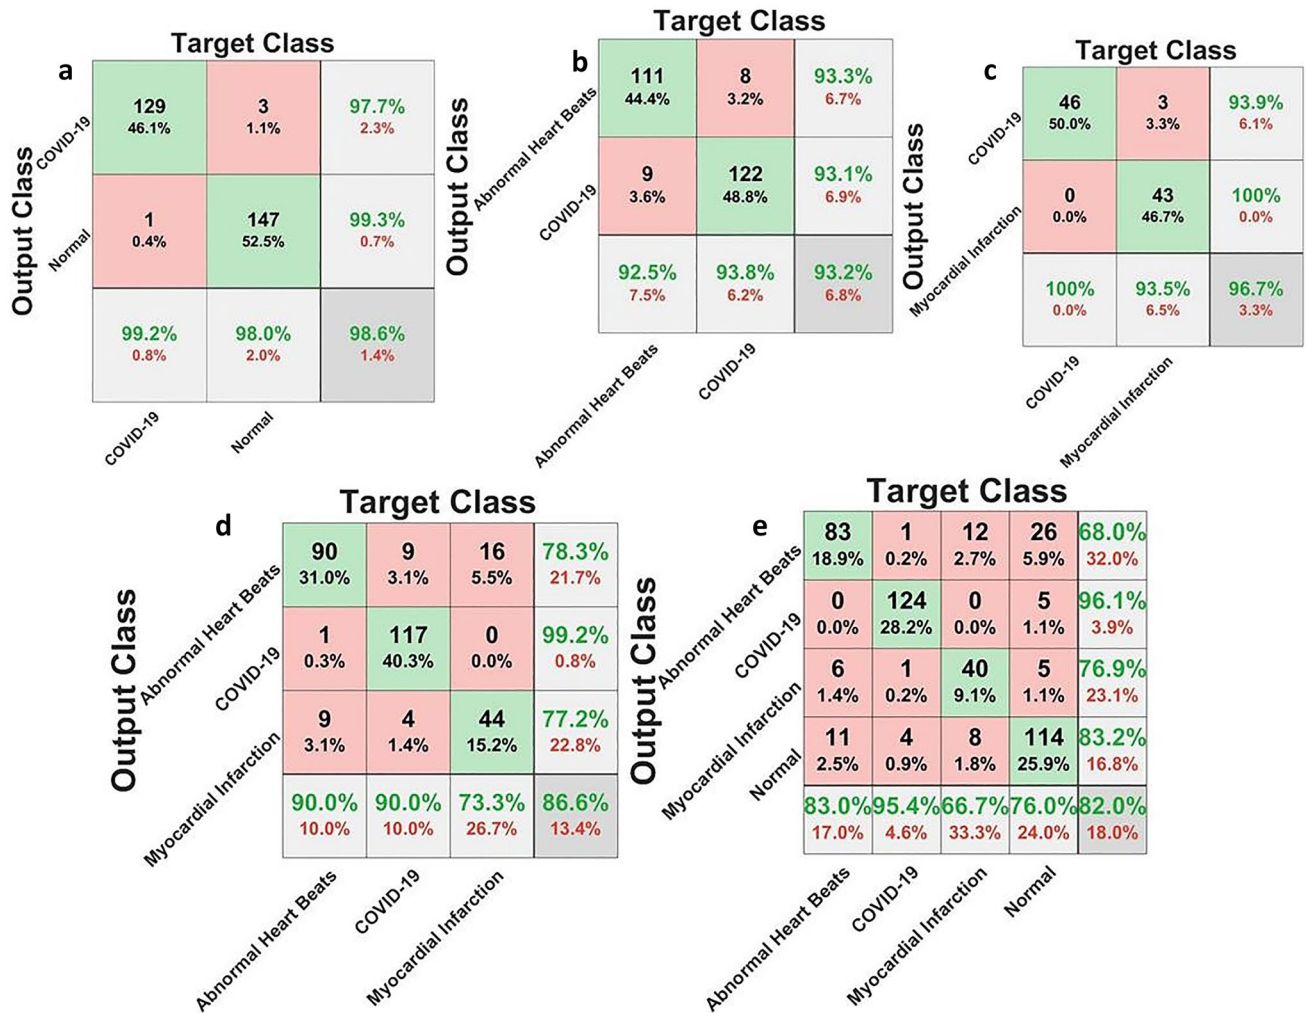 a
Target Class
Output Class
COVID-19
129 3 97.7%
46.1% 1.1% 2.3%
Normal
1 147 99.3%
0.4% 52.5% 0.7%
99.2% 98.0% 98.6%
0.8% 2.0% 1.4%
COVID-19 Normal
b
Target Class
Output Class
Abnormal Heart Beats
111 8 93.3%
44.4% 3.2% 6.7%
COVID-19
9 122 93.1%
3.6% 48.8% 6.9%
92.5% 93.8% 93.2%
7.5% 6.2% 6.8%
Abnormal Heart Beats COVID-19
c
Target Class
Output Class
COVID-19
46 3 93.9%
50.0% 3.3% 6.1%
Myocardial Infarction
0 43 100%
0.0% 46.7% 0.0%
100% 93.5% 96.7%
0.0% 6.5% 3.3%
COVID-19 Myocardial Infarction
d
Target Class
Output Class
Abnormal Heart Beats
90 9 16 78.3%
31.0% 3.1% 5.5% 21.7%
COVID-19
1 117 0 99.2%
0.3% 40.3% 0.0% 0.8%
Myocardial Infarction
9 4 44 77.2%
3.1% 1.4% 15.2% 22.8%
90.0% 90.0% 73.3% 86.6%
10.0% 10.0% 26.7% 13.4%
Abnormal Heart Beats COVID-19 Myocardial Infarction
e
Target Class
Output Class
Abnormal Heart Beats
83 1 12 26 68.0%
18.9% 0.2% 2.7% 5.9% 32.0%
COVID-19
0 124 0 5 96.1%
0.0% 28.2% 0.0% 1.1% 3.9%
Myocardial Infarction
6 1 40 5 76.9%
1.4% 0.2% 9.1% 1.1% 23.1%
Normal
11 4 8 114 83.2%
2.5% 0.9% 1.8% 25.9% 16.8%
83.0% 95.4% 66.7% 76.0% 82.0%
17.0% 4.6% 33.3% 24.0% 18.0%
Abnormal Heart Beats COVID-19 Myocardial Infarction Normal